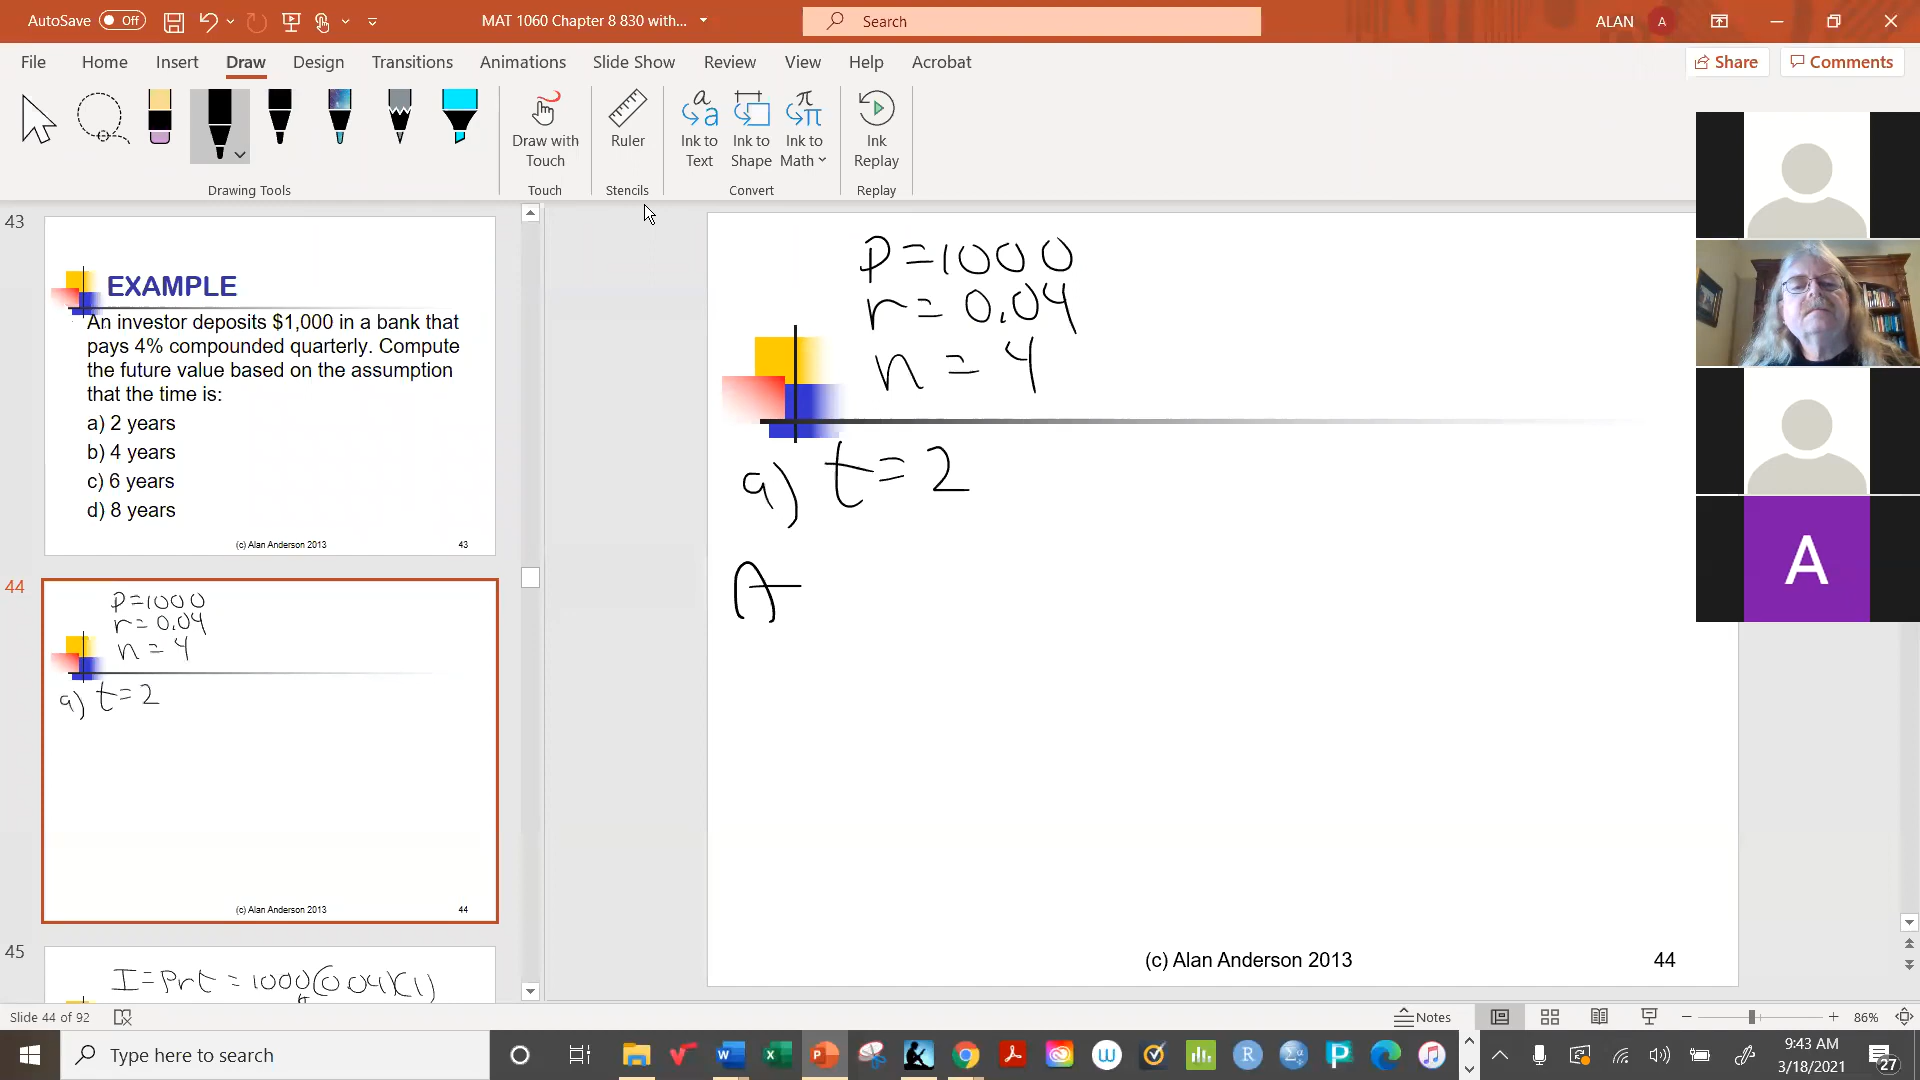 AutoSave Off
MAT 1060 Chapter 8 830 with...
Search
ALAN A
File Home Insert Draw Design Transitions Animations Slide Show Review View Help Acrobat
Share Comments
Draw with Touch
Ruler
Ink to Text
Ink to Shape
Ink to Math
Ink Replay
Drawing Tools Touch Stencils Convert Replay
43
EXAMPLE
An investor deposits $1,000 in a bank that
pays 4% compounded quarterly. Compute
the future value based on the assumption
that the time is:
a) 2 years
b) 4 years
c) 6 years
d) 8 years
(c) Alan Anderson 2013 43
44
P=1000
r=0.04
n=4
a) t=2
(c) Alan Anderson 2013 44
45
I=Prt = 1000(0.04)(1)
P=1000
r=0.04
n=4
a) t=2
A
(c) Alan Anderson 2013 44
A
Slide 44 of 92
Notes
86%
Type here to search
9:43 AM
3/18/2021
27